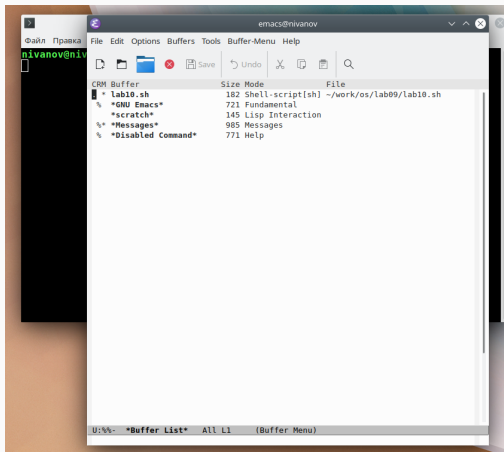 emacs@nivanov
Файл Правка
nivanov@niv
File Edit Options Buffers Tools Buffer-Menu Help
Save Undo
CRM Buffer Size Mode File
. * lab10.sh 182 Shell-script[sh] ~/work/os/lab09/lab10.sh
% *GNU Emacs* 721 Fundamental
*scratch* 145 Lisp Interaction
%* *Messages* 985 Messages
% *Disabled Command* 771 Help
U:%%- *Buffer List* All L1 (Buffer Menu)